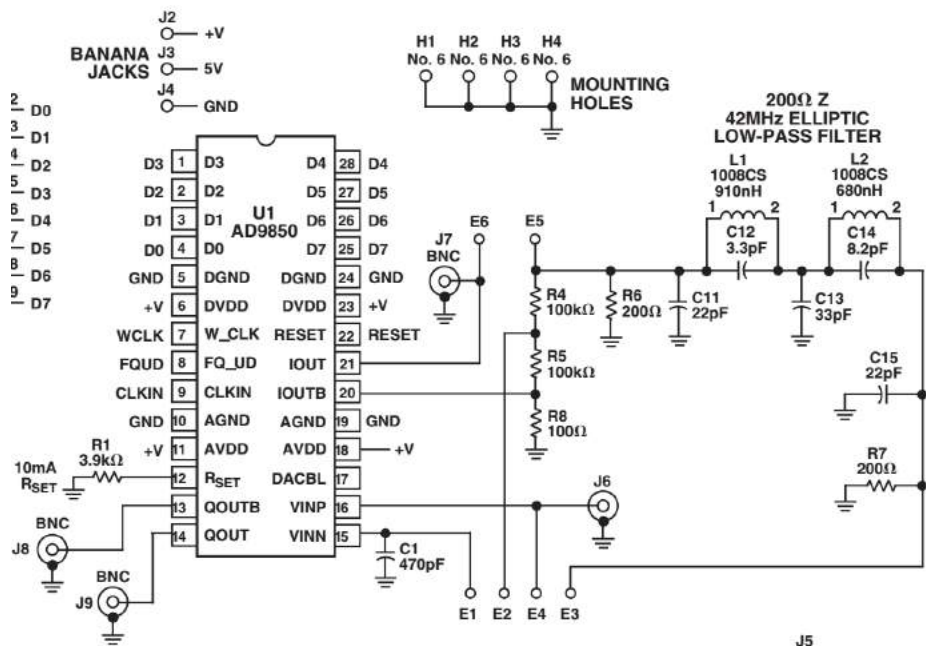 J2
+V
BANANA JACKS
J3
5V
J4
GND
2
D0
3
D1
4
D2
5
D3
6
D4
7
D5
8
D6
9
D7
H1
No. 6
H2
No. 6
H3
No. 6
H4
No. 6
MOUNTING HOLES
200Ω Z
42MHz ELLIPTIC
LOW-PASS FILTER
L1
1008CS
910nH
1 2
C12
3.3pF
L2
1008CS
680nH
1 2
C14
8.2pF
U1
AD9850
D3 1 D3
D2 2 D2
D1 3 D1
D0 4 D0
GND 5 DGND
+V 6 DVDD
WCLK 7 W_CLK
FQUD 8 FQ_UD
CLKIN 9 CLKIN
GND 10 AGND
+V 11 AVDD
12 RSET
13 QOUTB
14 QOUT
D4 28 D4
D5 27 D5
D6 26 D6
D7 25 D7
DGND 24 GND
DVDD 23 +V
RESET 22 RESET
IOUT 21
IOUTB 20
AGND 19 GND
AVDD 18 +V
DACBL 17
VINP 16
VINN 15
10mA
RSET
R1
3.9kΩ
BNC
J8
BNC
J9
C1
470pF
J7
BNC
E6
E5
R4
100kΩ
R5
100kΩ
R8
100Ω
R6
200Ω
C11
22pF
C13
33pF
C15
22pF
R7
200Ω
J6
E1
E2
E4
E3
J5